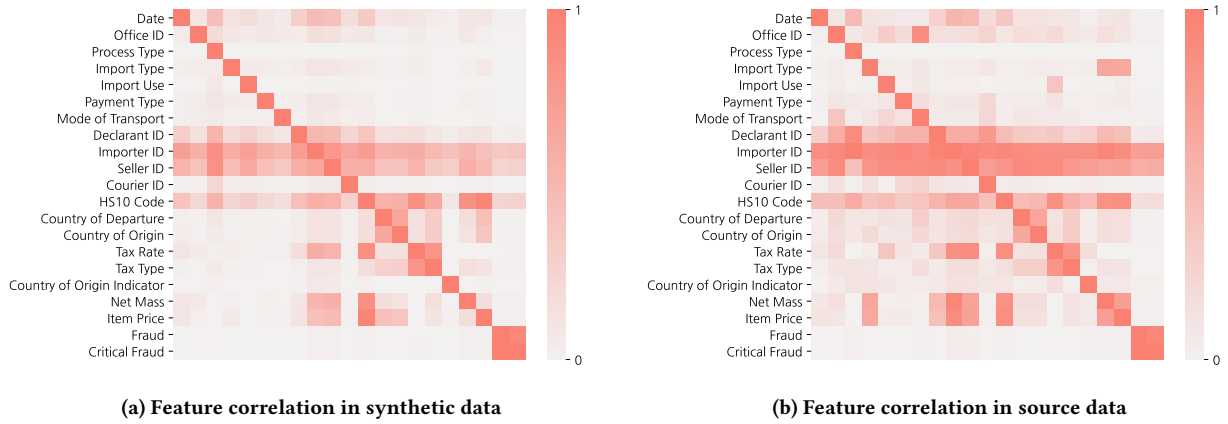 Date
Office ID
Process Type
Import Type
Import Use
Payment Type
Mode of Transport
Declarant ID
Importer ID
Seller ID
Courier ID
HS10 Code
Country of Departure
Country of Origin
Tax Rate
Tax Type
Country of Origin Indicator
Net Mass
Item Price
Fraud
Critical Fraud
1
0
(a) Feature correlation in synthetic data
Date
Office ID
Process Type
Import Type
Import Use
Payment Type
Mode of Transport
Declarant ID
Importer ID
Seller ID
Courier ID
HS10 Code
Country of Departure
Country of Origin
Tax Rate
Tax Type
Country of Origin Indicator
Net Mass
Item Price
Fraud
Critical Fraud
1
0
(b) Feature correlation in source data